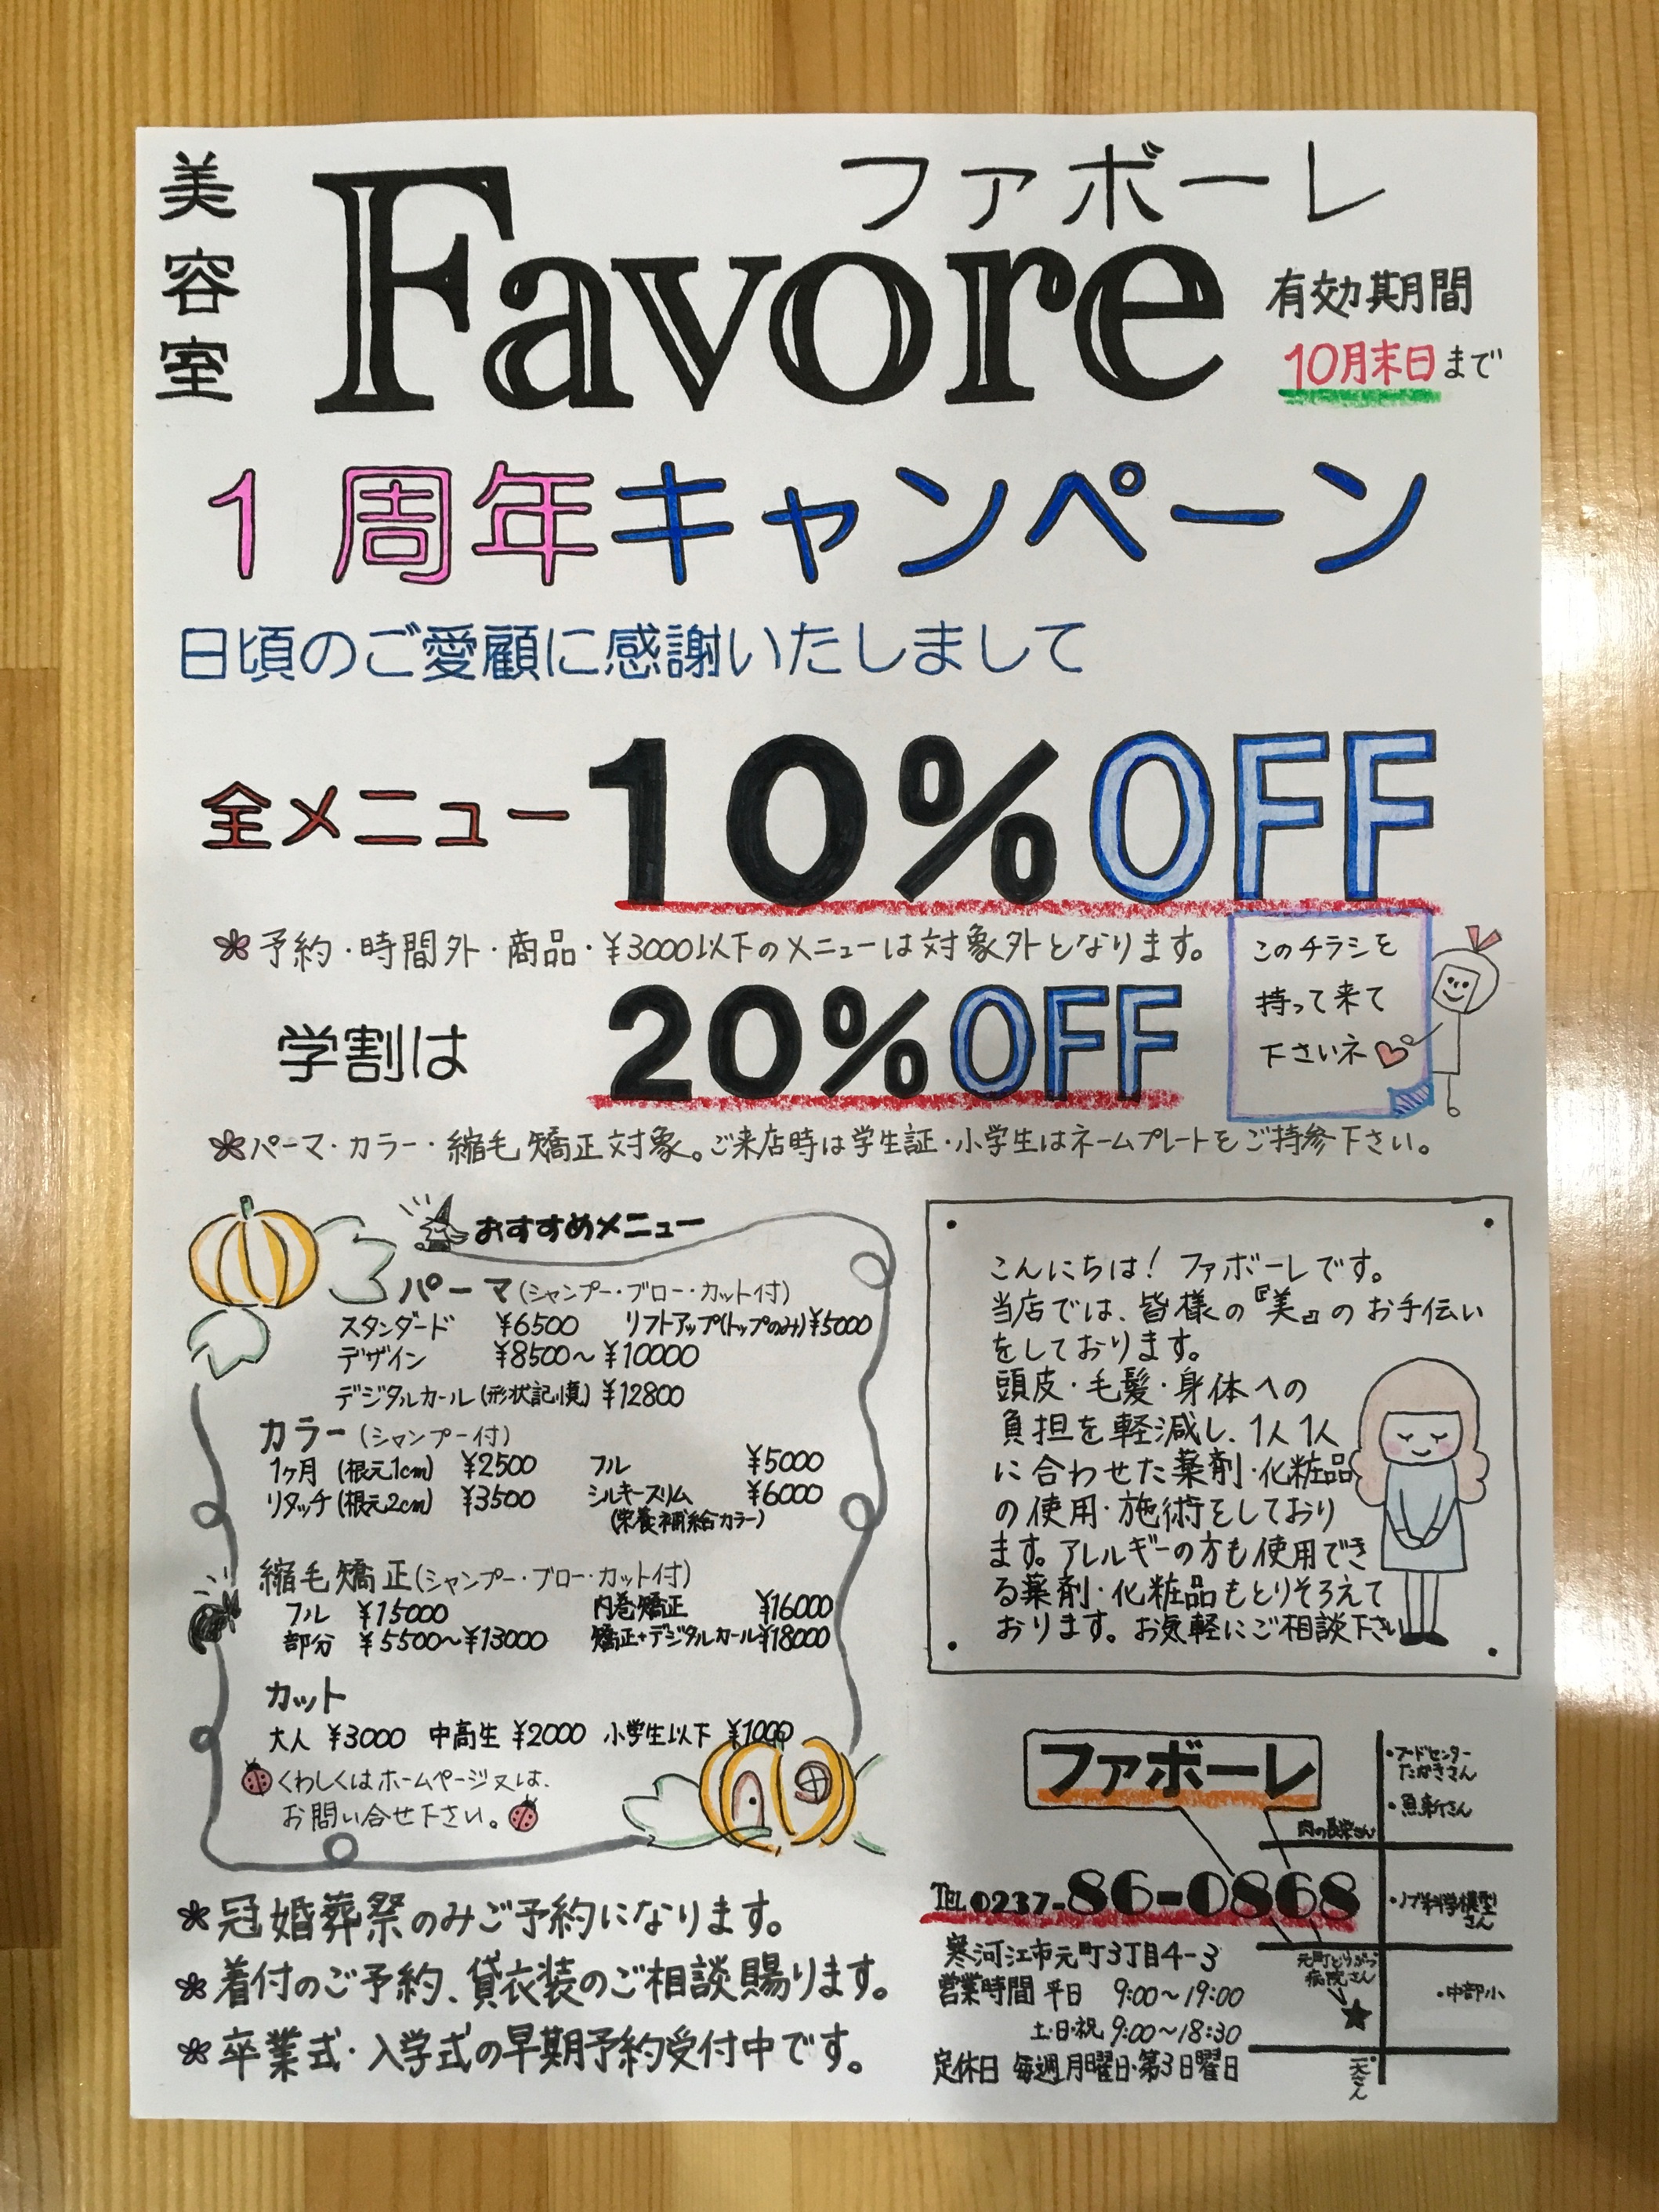 美容室
ファボーレ
Favore
有効期間
10月末日まで
1周年キャンペーン
日頃のご愛顧に感謝いたしまして
全メニュー10%OFF
予約・時間外・商品・¥3000以下のメニューは対象外となります。
学割は 20%OFF
このチラシを
持って来て
下さいネ
パーマ・カラー・縮毛矯正対象。ご来店時は学生証・小学生はネームプレートをご持参下さい。
おすすめメニュー
パーマ(シャンプー・ブロー・カット付)
スタンダード ¥6500 リフトアップ(トップのみ)¥5000
デザイン ¥8500〜¥10000
デジタルカール(形状記憶) ¥12800
カラー(シャンプー付)
1ヶ月 (根元1cm) ¥2500 フル ¥5000
リタッチ(根元2cm) ¥3500 シルキースリム ¥6000
(栄養補給カラー)
縮毛矯正(シャンプー・ブロー・カット付)
フル ¥15000 内巻矯正 ¥16000
部分 ¥5500〜¥13000 矯正+デジタルカール¥18000
カット
大人 ¥3000 中高生 ¥2000 小学生以下 ¥1000
くわしくはホームページ又は、
お問い合せ下さい。
こんにちは! ファボーレです。
当店では、皆様の『美』のお手伝い
をしております。
頭皮・毛髪・身体への
負担を軽減し、1人1人
に合わせた薬剤・化粧品
の使用・施術をしており
ます。アレルギーの方も使用でき
る薬剤・化粧品もとりそろえて
おります。お気軽にご相談下さい
冠婚葬祭のみご予約になります。
着付のご予約、貸衣装のご相談賜ります。
卒業式・入学式の早期予約受付中です。
ファボーレ
TEL 0237-86-0868
寒河江市元町3丁目4-3
営業時間 平日 9:00〜19:00
土・日・祝 9:00〜18:30
定休日 毎週月曜日・第3日曜日
・フードセンター
たかきさん
・魚新さん
肉の長栄さん
さん
病院さん
・中部小